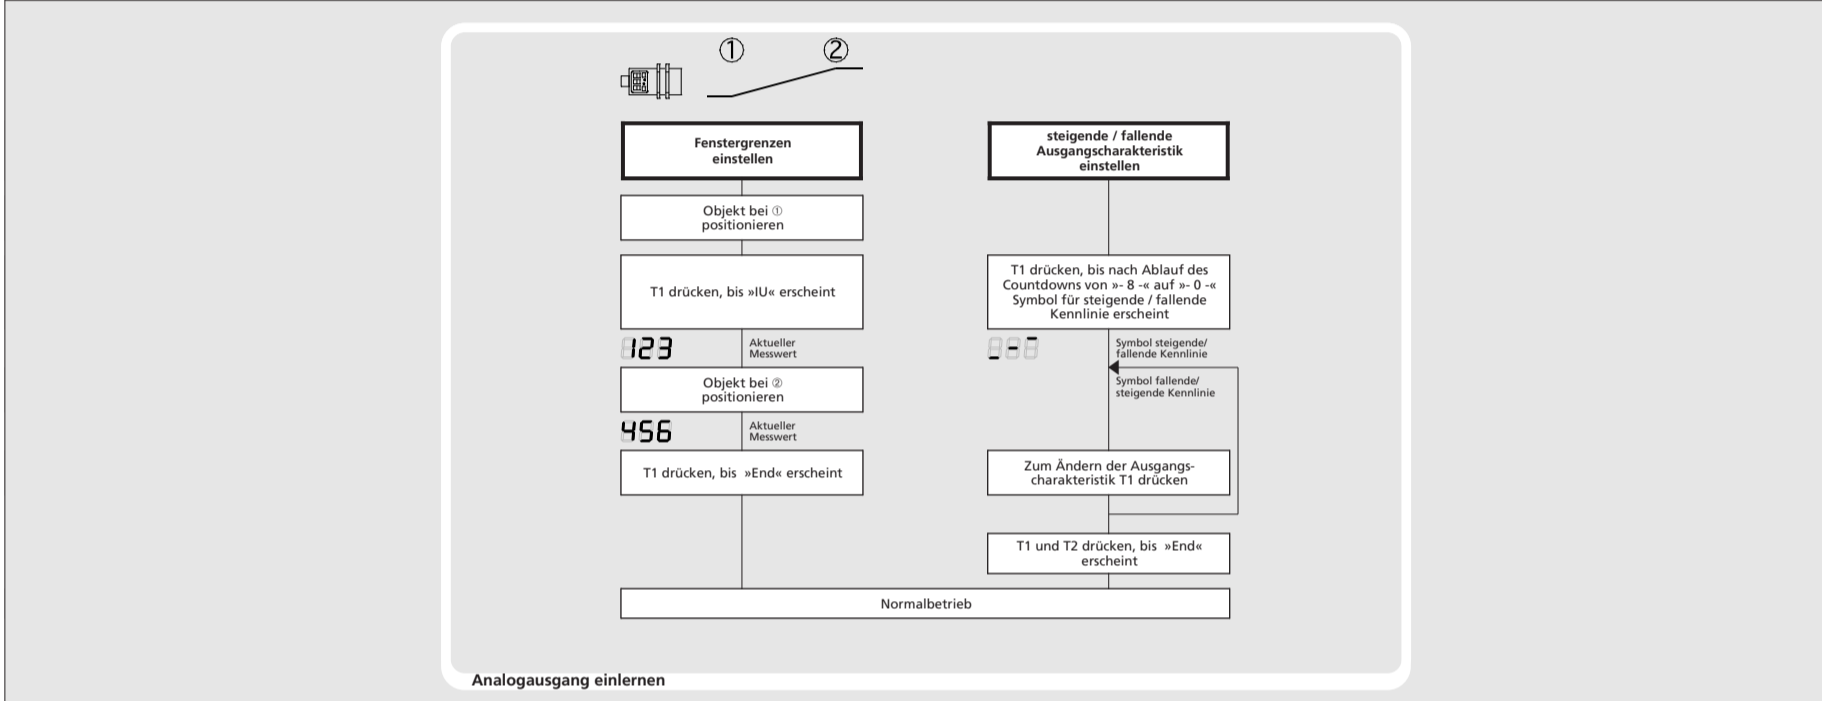 ① ②
Fenstergrenzen
einstellen
Objekt bei ①
positionieren
T1 drücken, bis »IU« erscheint
123
Aktueller
Messwert
Objekt bei ②
positionieren
456
Aktueller
Messwert
T1 drücken, bis »End« erscheint
steigende / fallende
Ausgangscharakteristik
einstellen
T1 drücken, bis nach Ablauf des
Countdowns von »- 8 -« auf »- 0 -«
Symbol für steigende / fallende
Kennlinie erscheint
Symbol steigende/
fallende Kennlinie
Symbol fallende/
steigende Kennlinie
Zum Ändern der Ausgangs-
charakteristik T1 drücken
T1 und T2 drücken, bis »End«
erscheint
Normalbetrieb
Analogausgang einlernen